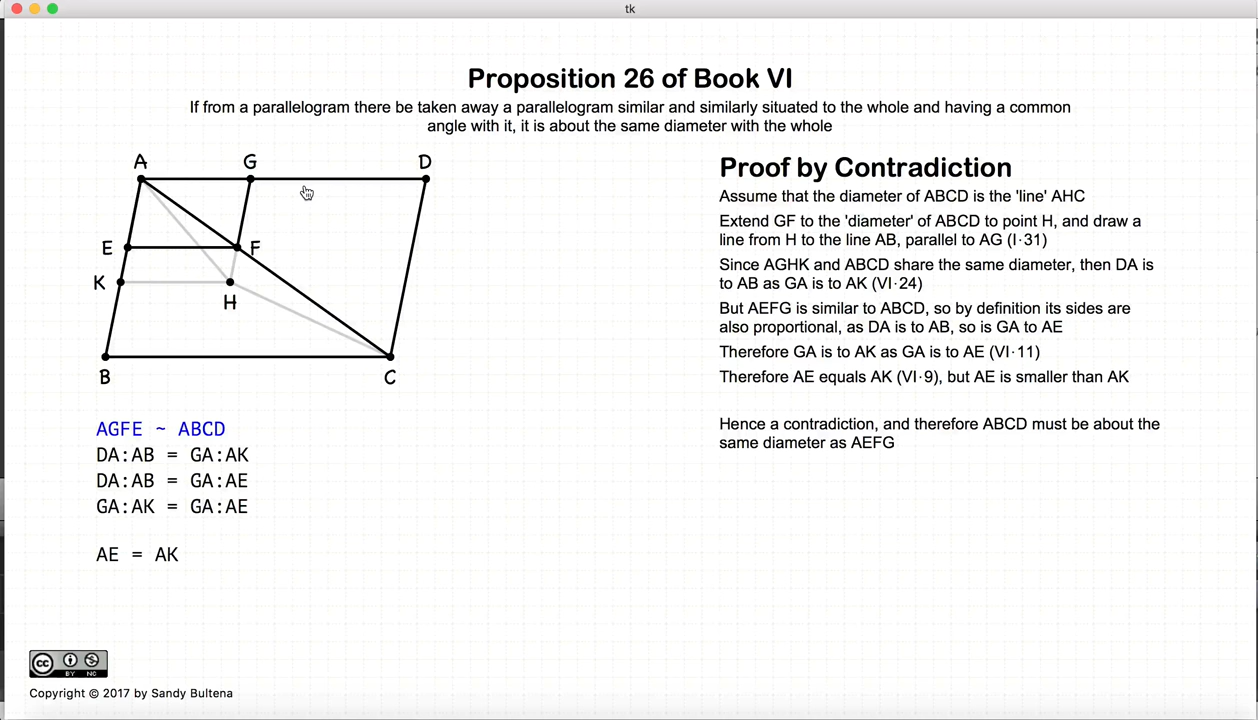 tk
Proposition 26 of Book VI
If from a parallelogram there be taken away a parallelogram similar and similarly situated to the whole and having a common
angle with it, it is about the same diameter with the whole
A
G
D
E
F
K
H
B
C
AGFE ~ ABCD
DA:AB = GA:AK
DA:AB = GA:AE
GA:AK = GA:AE
AE = AK
Proof by Contradiction
Assume that the diameter of ABCD is the 'line' AHC
Extend GF to the 'diameter' of ABCD to point H, and draw a
line from H to the line AB, parallel to AG (I·31)
Since AGHK and ABCD share the same diameter, then DA is
to AB as GA is to AK (VI·24)
But AEFG is similar to ABCD, so by definition its sides are
also proportional, as DA is to AB, so is GA to AE
Therefore GA is to AK as GA is to AE (VI·11)
Therefore AE equals AK (VI·9), but AE is smaller than AK
Hence a contradiction, and therefore ABCD must be about the
same diameter as AEFG
cc
BY NC
Copyright © 2017 by Sandy Bultena